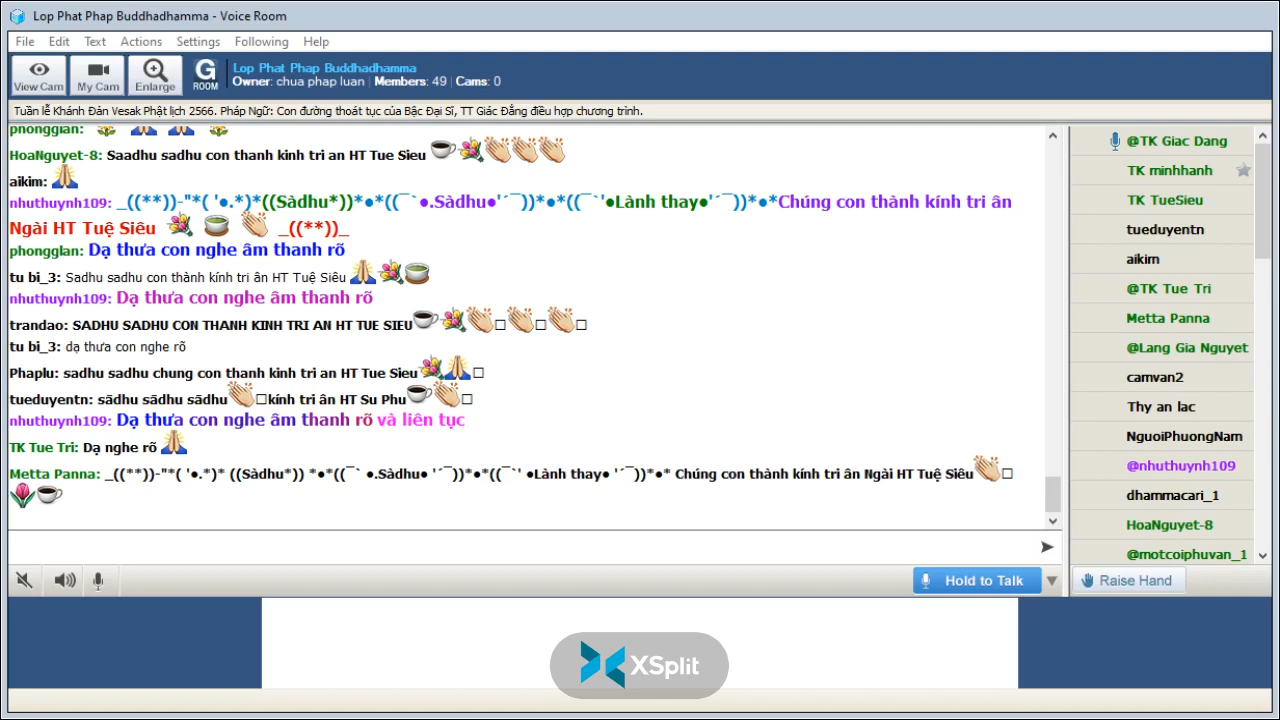 Lop Phat Phap Buddhadhamma - Voice Room
File Edit Text Actions Settings Following Help
View Cam My Cam Enlarge G ROOM
Lop Phat Phap Buddhadhamma
Owner: chua phap luan | Members: 49 | Cams: 0
Tuần lễ Khánh Đản Vesak Phật lịch 2566. Pháp Ngữ: Con đường thoát tục của Bậc Đại Sĩ, TT Giác Đẳng điều hợp chương trình.
phongglan:
HoaNguyet-8: Saadhu sadhu con thanh kinh tri an HT Tue Sieu
aikim:
nhuthuynh109: _((**))-"*( '●.*)*((Sàdhu*))*●*((¯`●.Sàdhu●'´¯))*●*((¯`'●Lành thay●'´¯))*●*Chúng con thành kính tri ân
Ngài HT Tuệ Siêu _((**))_
phongglan: Dạ thưa con nghe âm thanh rõ
tu bi_3: Sadhu sadhu con thành kính tri ân HT Tuệ Siêu
nhuthuynh109: Dạ thưa con nghe âm thanh rõ
trandao: SADHU SADHU CON THANH KINH TRI AN HT TUE SIEU
tu bi_3: dạ thưa con nghe rõ
Phaplu: sadhu sadhu chung con thanh kinh tri an HT Tue Sieu
tueduyentn: sādhu sādhu sādhu kính tri ân HT Su Phu
nhuthuynh109: Dạ thưa con nghe âm thanh rõ và liên tục
TK Tue Tri: Dạ nghe rõ
Metta Panna: _((**))-"*( '●.*)* ((Sàdhu*)) *●*((¯` ●.Sàdhu● '´¯))*●*((¯`' ●Lành thay● '´¯))*●* Chúng con thành kính tri ân Ngài HT Tuệ Siêu
@TK Giac Dang
TK minhhanh
TK TueSieu
tueduyentn
aikim
@TK Tue Tri
Metta Panna
@Lang Gia Nguyet
camvan2
Thy an lac
NguoiPhuongNam
@nhuthuynh109
dhammacari_1
HoaNguyet-8
@motcoiphuvan_1
Hold to Talk
Raise Hand
XSplit